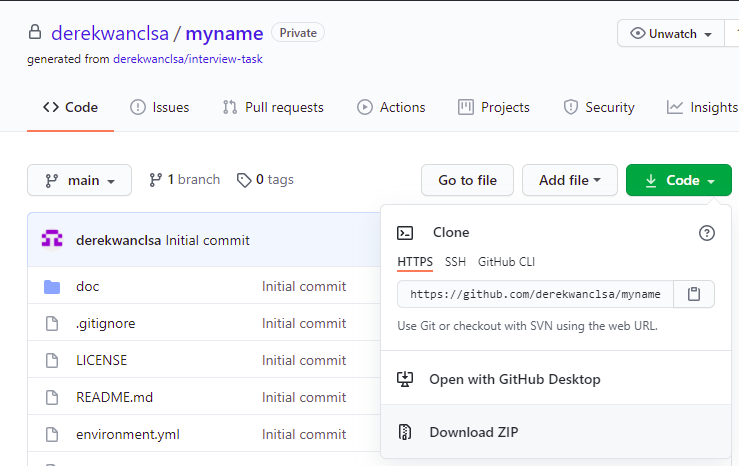 derekwanclsa / myname Private
Unwatch
generated from derekwanclsa/interview-task
Code Issues Pull requests Actions Projects Security Insights
main 1 branch 0 tags Go to file Add file Code
derekwanclsa Initial commit
doc Initial commit
.gitignore Initial commit
LICENSE Initial commit
README.md Initial commit
environment.yml Initial commit
Clone
HTTPS SSH GitHub CLI
https://github.com/derekwanclsa/myname
Use Git or checkout with SVN using the web URL.
Open with GitHub Desktop
Download ZIP